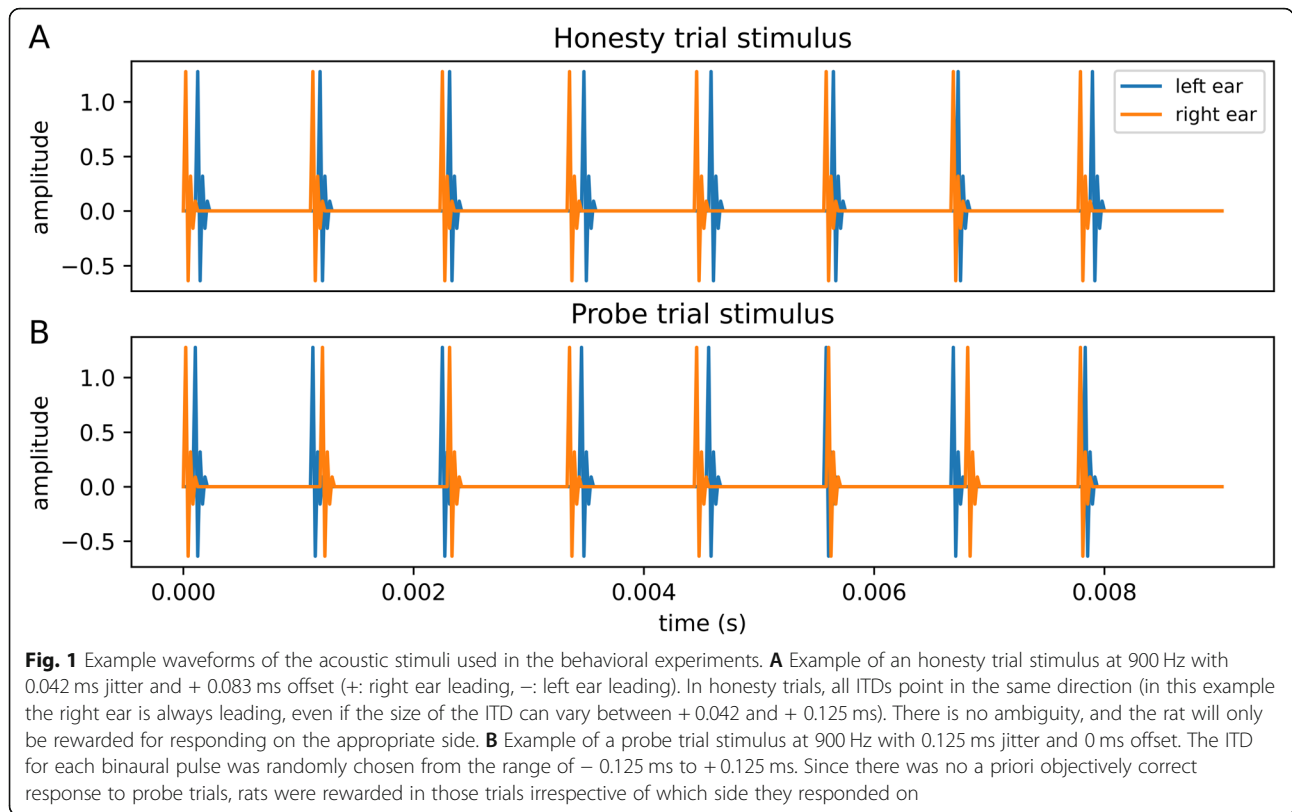 A
Honesty trial stimulus
1.0
0.5
0.0
−0.5
amplitude
left ear
right ear
B
Probe trial stimulus
1.0
0.5
0.0
−0.5
amplitude
0.000 0.002 0.004 0.006 0.008
time (s)
Fig. 1 Example waveforms of the acoustic stimuli used in the behavioral experiments. A Example of an honesty trial stimulus at 900 Hz with
0.042 ms jitter and + 0.083 ms offset (+: right ear leading, −: left ear leading). In honesty trials, all ITDs point in the same direction (in this example
the right ear is always leading, even if the size of the ITD can vary between + 0.042 and + 0.125 ms). There is no ambiguity, and the rat will only
be rewarded for responding on the appropriate side. B Example of a probe trial stimulus at 900 Hz with 0.125 ms jitter and 0 ms offset. The ITD
for each binaural pulse was randomly chosen from the range of − 0.125 ms to + 0.125 ms. Since there was no a priori objectively correct
response to probe trials, rats were rewarded in those trials irrespective of which side they responded on